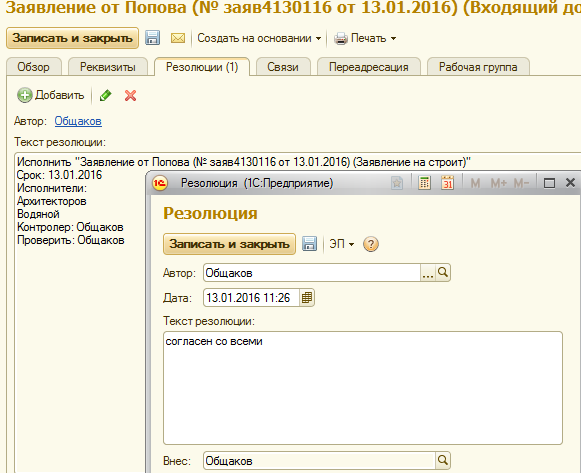 Заявление от Попова (№ заяв4130116 от 13.01.2016) (Входящий до
Записать и закрыть Создать на основании Печать
Обзор Реквизиты Резолюции (1) Связи Переадресация Рабочая группа
Добавить
Автор: Общаков
Текст резолюции:
Исполнить "Заявление от Попова (№ заяв4130116 от 13.01.2016) (Заявление на строит)"
Срок: 13.01.2016
Исполнители:
Архитекторов
Водяной
Контролер: Общаков
Проверить: Общаков
Резолюция (1С:Предприятие) M M+ M-
Резолюция
Записать и закрыть ЭП ?
Автор: Общаков ...
Дата: 13.01.2016 11:26
Текст резолюции:
согласен со всеми
Внес: Общаков